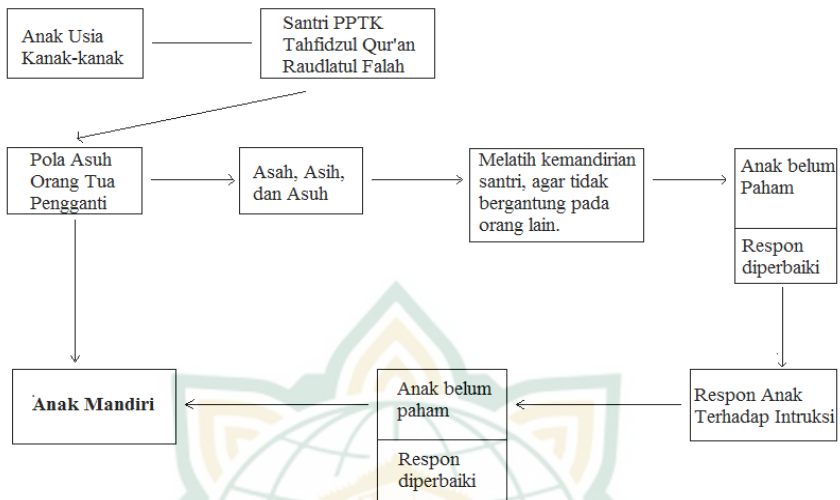 Anak Usia
Kanak-kanak
Santri PPTK
Tahfidzul Qur'an
Raudlatul Falah
Pola Asuh
Orang Tua
Pengganti
Asah, Asih,
dan Asuh
Melatih kemandirian
santri, agar tidak
bergantung pada
orang lain.
Anak belum
Paham
Respon
diperbaiki
Anak Mandiri
Anak belum
paham
Respon
diperbaiki
Respon Anak
Terhadap Intruksi